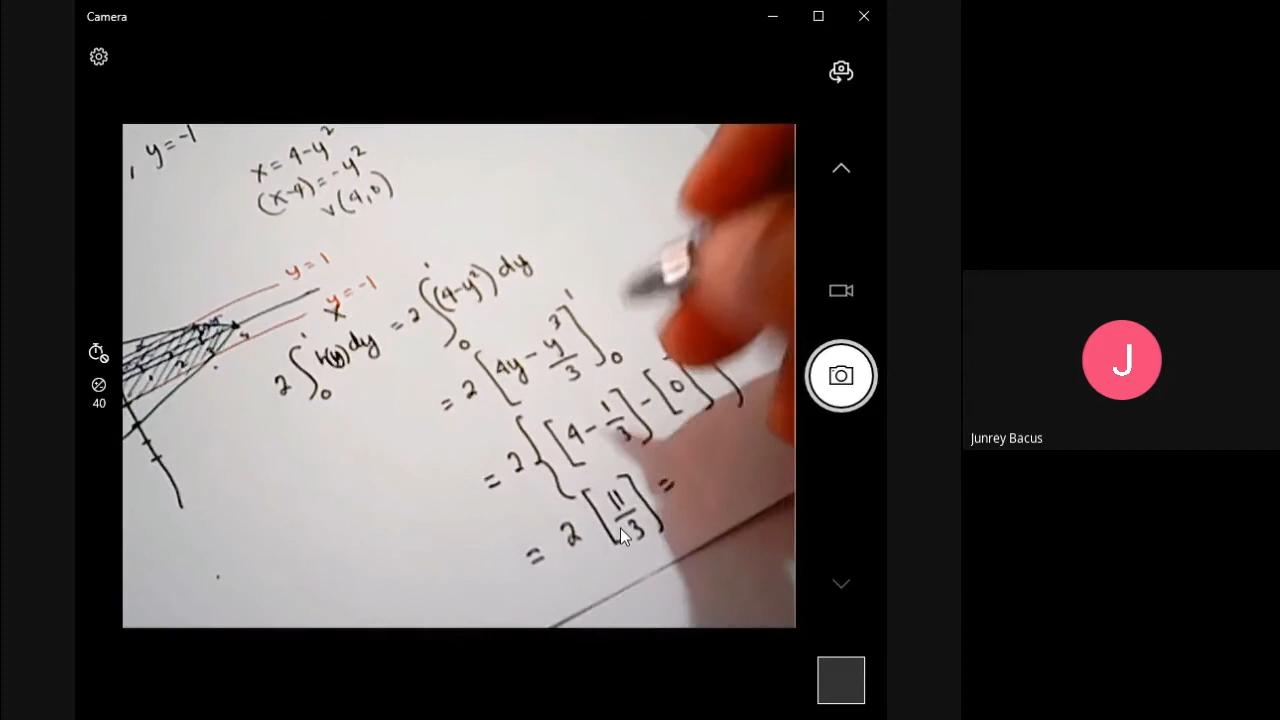 Camera
, y=-1
x = 4-y²
(x-4) = -y²
v(4,0)
y = 1
y = -1
x
2 ∫₀¹ h(y) dy = 2 ∫₀¹ (4-y²) dy
= 2 [4y - y³/3]₀¹
= 2 { [4 - 1/3] - [0] }
= 2 [11/3] =
40
J
Junrey Bacus